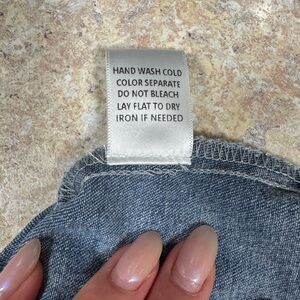 HAND WASH COLD
COLOR SEPARATE
DO NOT BLEACH
LAY FLAT TO DRY
IRON IF NEEDED